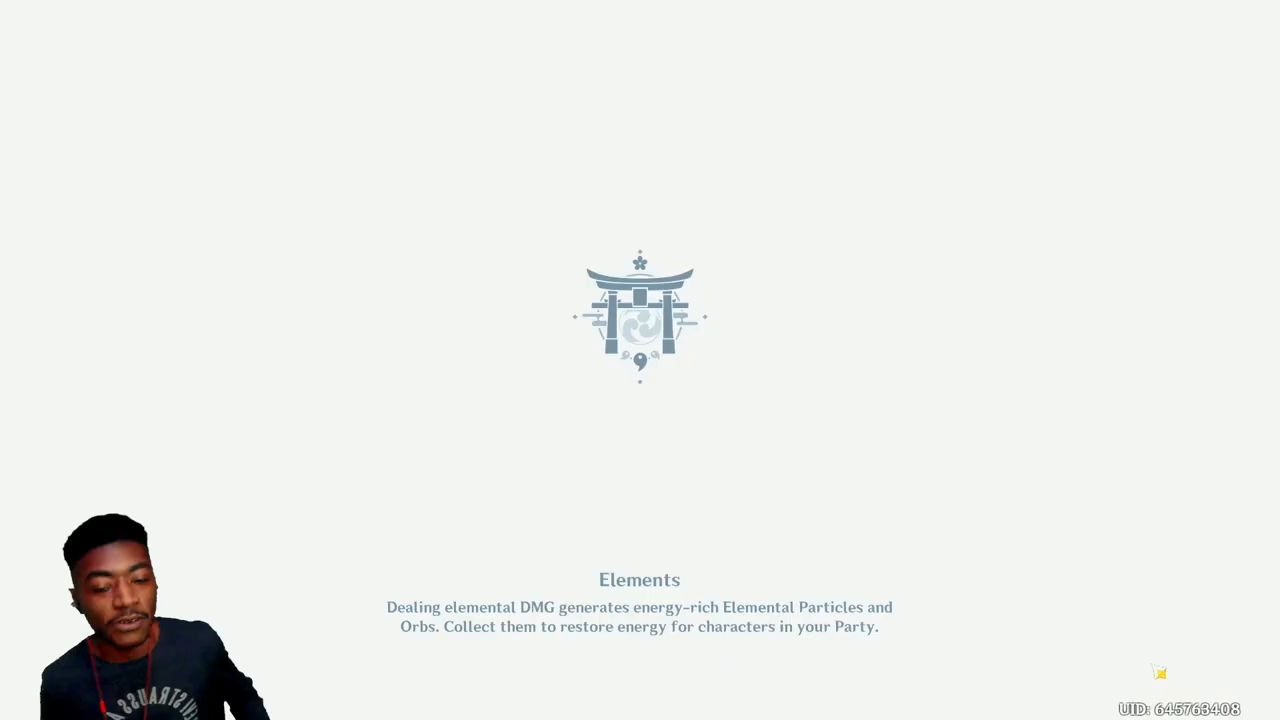 Elements
Dealing elemental DMG generates energy-rich Elemental Particles and
Orbs. Collect them to restore energy for characters in your Party.
STRAUSS
UID: 645763408